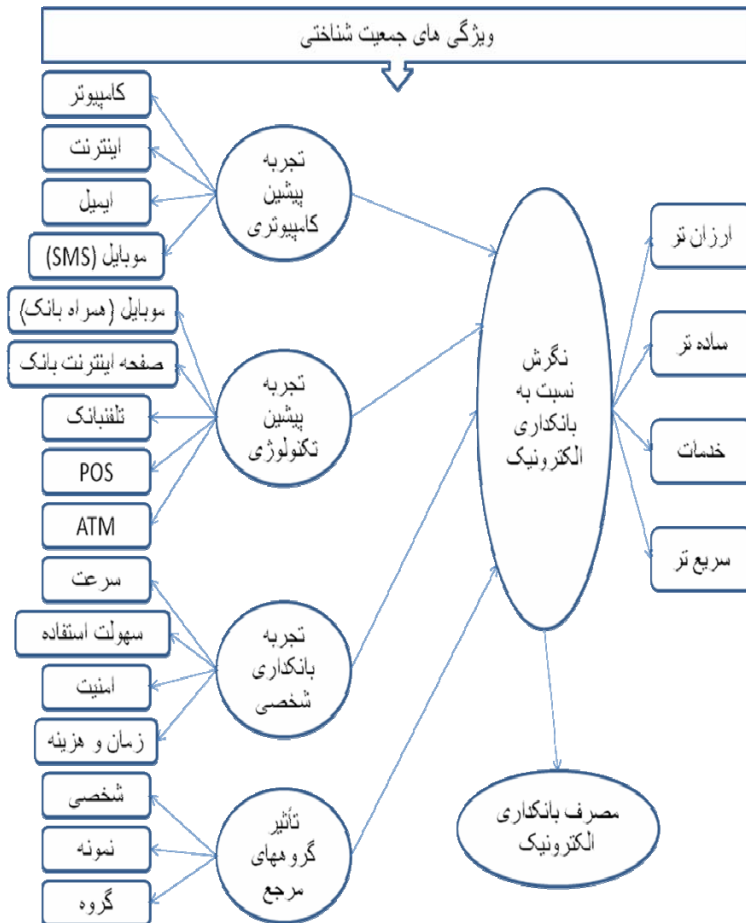 ویژگی های جمعیت شناختی
کامپیوتر
اینترنت
ایمیل
موبایل (SMS)
تجربه
پیشین
کامپیوتری
موبایل (همراه بانک)
صفحه اینترنت بانک
تلفنبانک
POS
ATM
تجربه
پیشین
تکنولوژی
سرعت
سهولت استفاده
امنیت
زمان و هزینه
تجربه
بانکداری
شخصی
شخصی
نمونه
گروه
تأثیر
گروههای
مرجع
نگرش
نسبت به
بانکداری
الکترونیک
ارزان تر
ساده تر
خدمات
سریع تر
مصرف بانکداری
الکترونیک